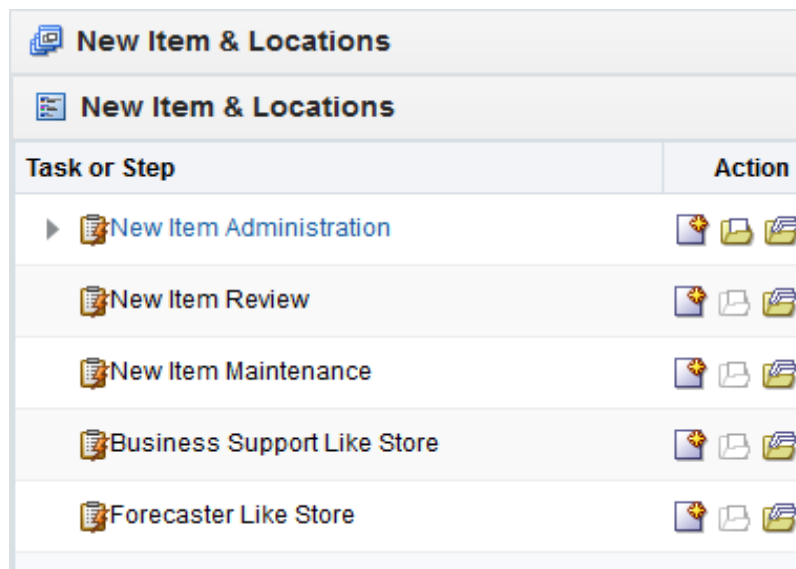 New Item & Locations
New Item & Locations
Task or Step Action
New Item Administration
New Item Review
New Item Maintenance
Business Support Like Store
Forecaster Like Store